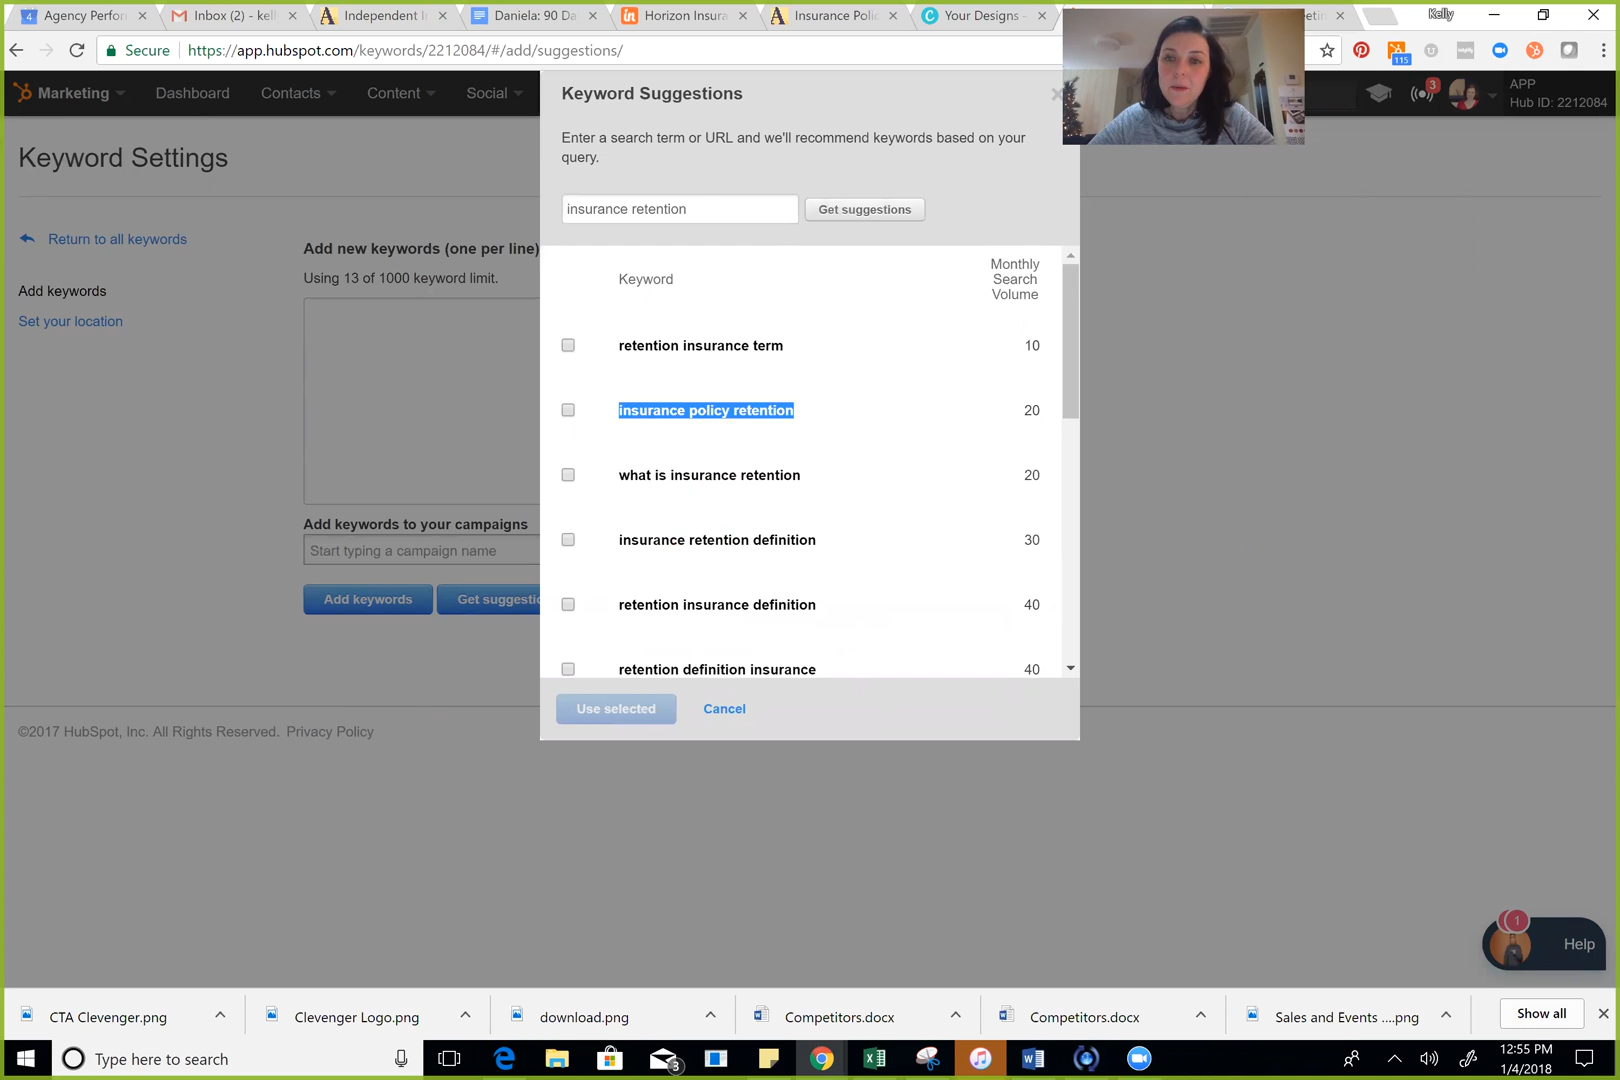 Agency Perfor
Inbox (2) - kell
Independent I
Daniela: 90 Da
Horizon Insura
Insurance Polic
Your Designs -
Kelly
Secure
https://app.hubspot.com/keywords/2212084/#/add/suggestions/
115
Marketing
Dashboard
Contacts
Content
Social
3
APP
Hub ID: 2212084
Keyword Settings
Return to all keywords
Add keywords
Set your location
Add new keywords (one per line)
Using 13 of 1000 keyword limit.
Add keywords to your campaigns
Start typing a campaign name
Add keywords
Get suggestio
Keyword Suggestions
Enter a search term or URL and we'll recommend keywords based on your
query.
insurance retention
Get suggestions
Keyword
Monthly
Search
Volume
retention insurance term 10
insurance policy retention 20
what is insurance retention 20
insurance retention definition 30
retention insurance definition 40
retention definition insurance 40
Use selected
Cancel
©2017 HubSpot, Inc. All Rights Reserved. Privacy Policy
1
Help
CTA Clevenger.png
Clevenger Logo.png
download.png
Competitors.docx
Competitors.docx
Sales and Events ....png
Show all
Type here to search
3
12:55 PM
1/4/2018